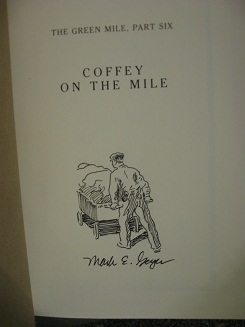 THE GREEN MILE, PART SIX
COFFEY
ON THE MILE
Mark E. Geyer